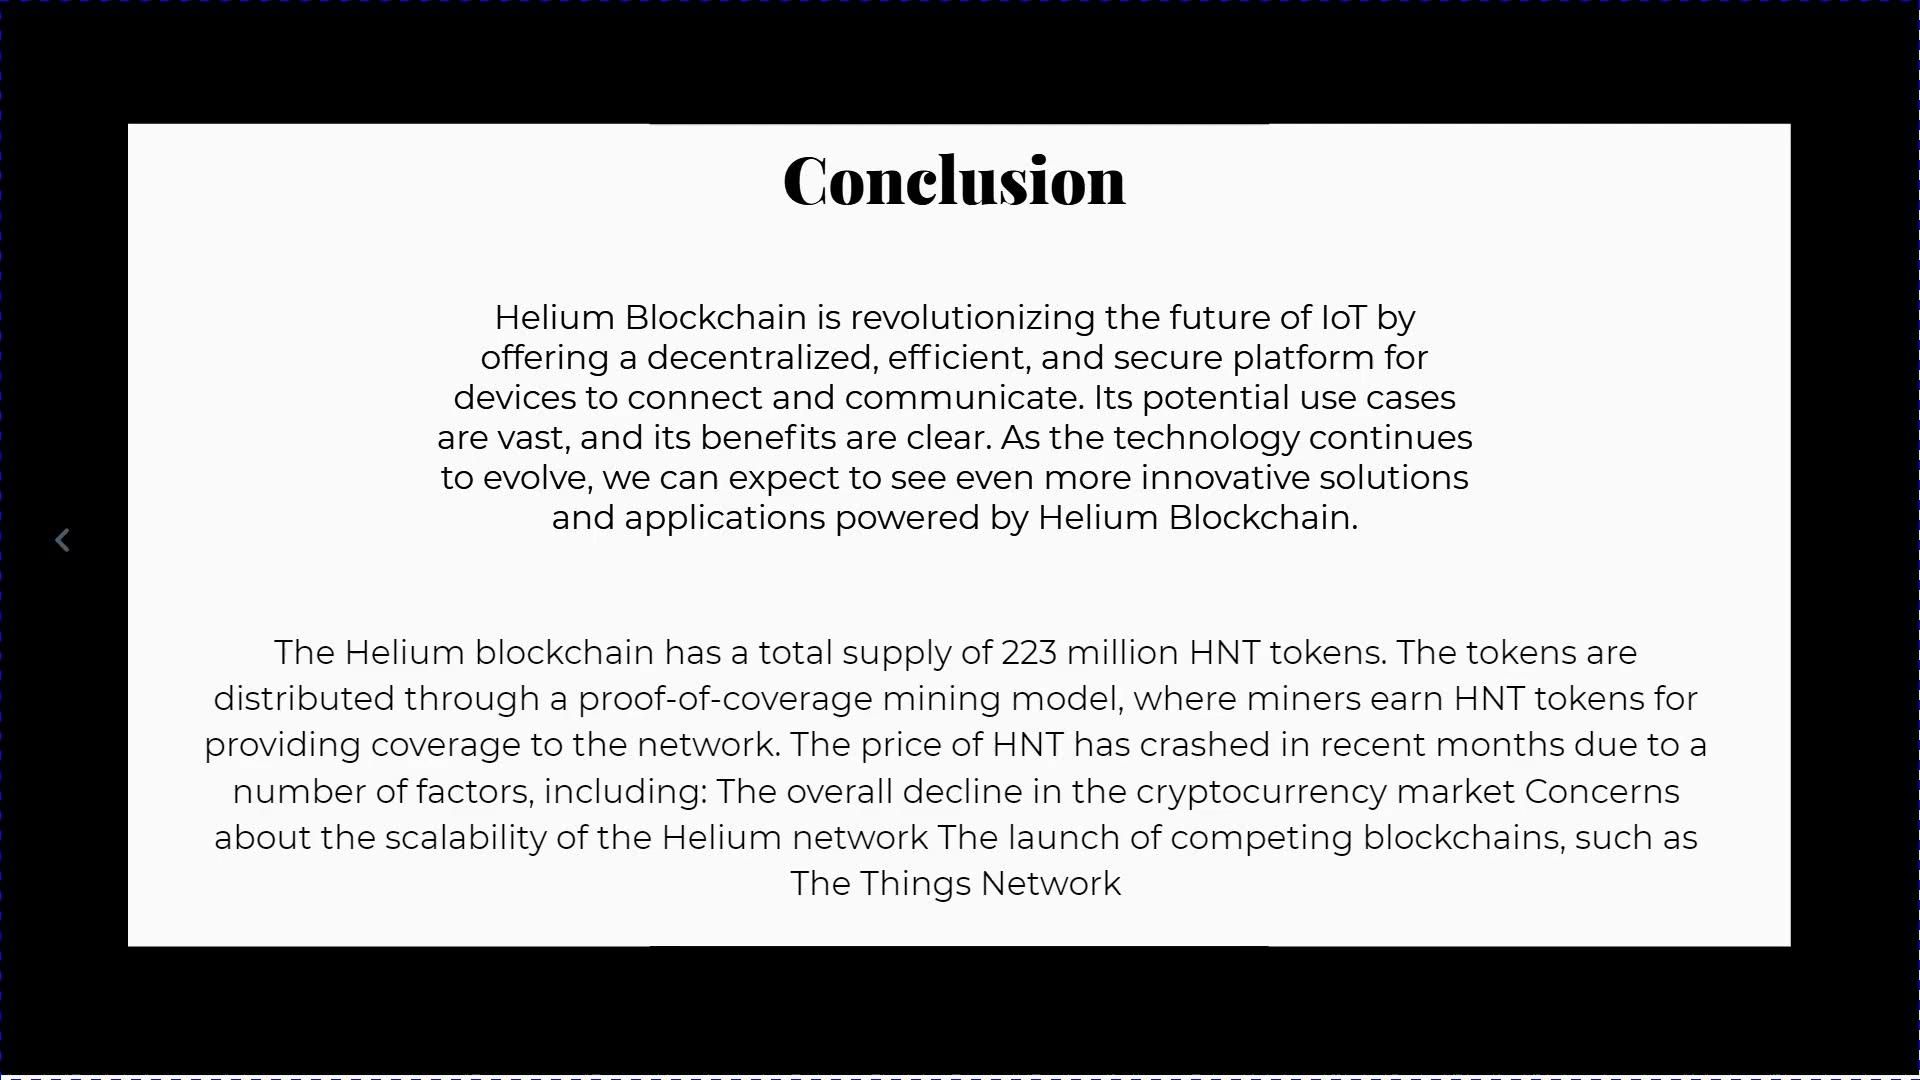 Conclusion
Helium Blockchain is revolutionizing the future of IoT by
offering a decentralized, efficient, and secure platform for
devices to connect and communicate. Its potential use cases
are vast, and its benefits are clear. As the technology continues
to evolve, we can expect to see even more innovative solutions
and applications powered by Helium Blockchain.
The Helium blockchain has a total supply of 223 million HNT tokens. The tokens are
distributed through a proof-of-coverage mining model, where miners earn HNT tokens for
providing coverage to the network. The price of HNT has crashed in recent months due to a
number of factors, including: The overall decline in the cryptocurrency market Concerns
about the scalability of the Helium network The launch of competing blockchains, such as
The Things Network